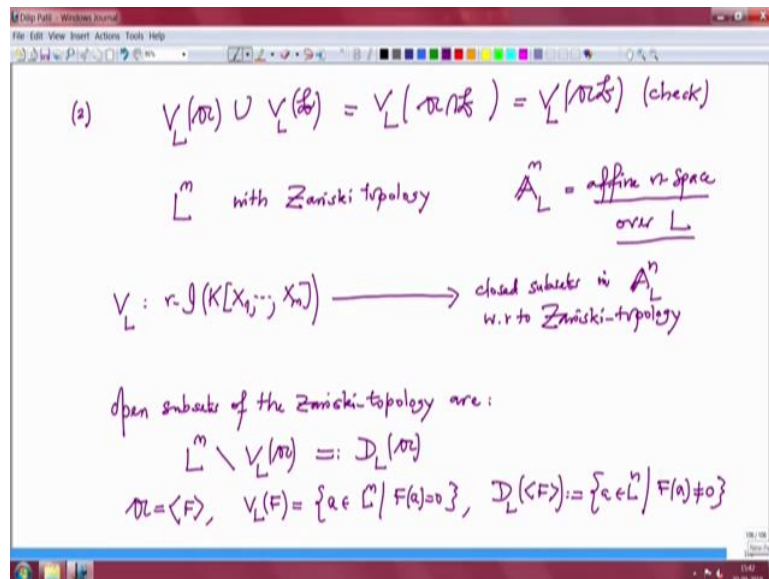 Dilip Patil - Windows Journal
File Edit View Insert Actions Tools Help
(2) V_L(𝔞) ∪ V_L(𝔟) = V_L(𝔞∩𝔟) = V_L(𝔞𝔟) (check)
L^n with Zariski topology 𝔸_L^n = affine n-space
over L
V_L : r-𝓘(K[X_1,...,X_n]) ⟶ closed subsets in 𝔸_L^n
w.r to Zariski-topology
open subsets of the Zariski-topology are:
L^n \ V_L(𝔞) =: D_L(𝔞)
𝔞=⟨F⟩, V_L(F) = {a ∈ L^n | F(a)=0}, D_L(⟨F⟩) := {a ∈ L^n | F(a)≠0}